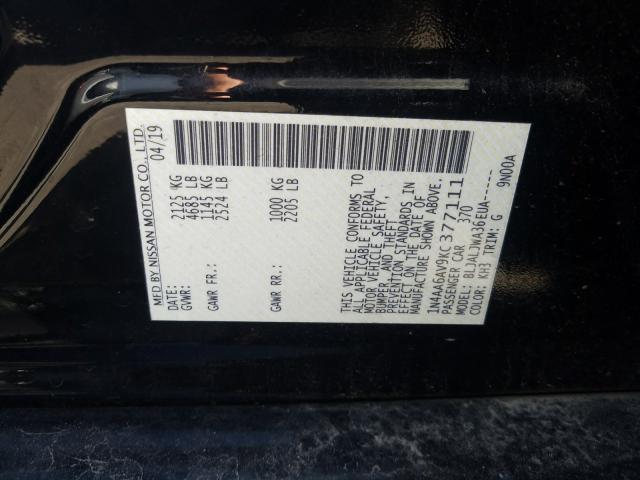 MFD BY NISSAN MOTOR CO., LTD.
DATE: 04/19
GVWR: 2125 KG
4685 LB
GAWR FR: 1145 KG
2524 LB
GAWR RR: 1000 KG
2205 LB
THIS VEHICLE CONFORMS TO
ALL APPLICABLE FEDERAL
MOTOR VEHICLE SAFETY,
BUMPER, AND THEFT
PREVENTION STANDARDS IN
EFFECT ON THE DATE OF
MANUFACTURE SHOWN ABOVE.
1N4AA6AV9KC377111
PASSENGER CAR 370
MODEL: BLJALJWA36EUA-----
COLOR: KH3 TRIM: G 9N00A